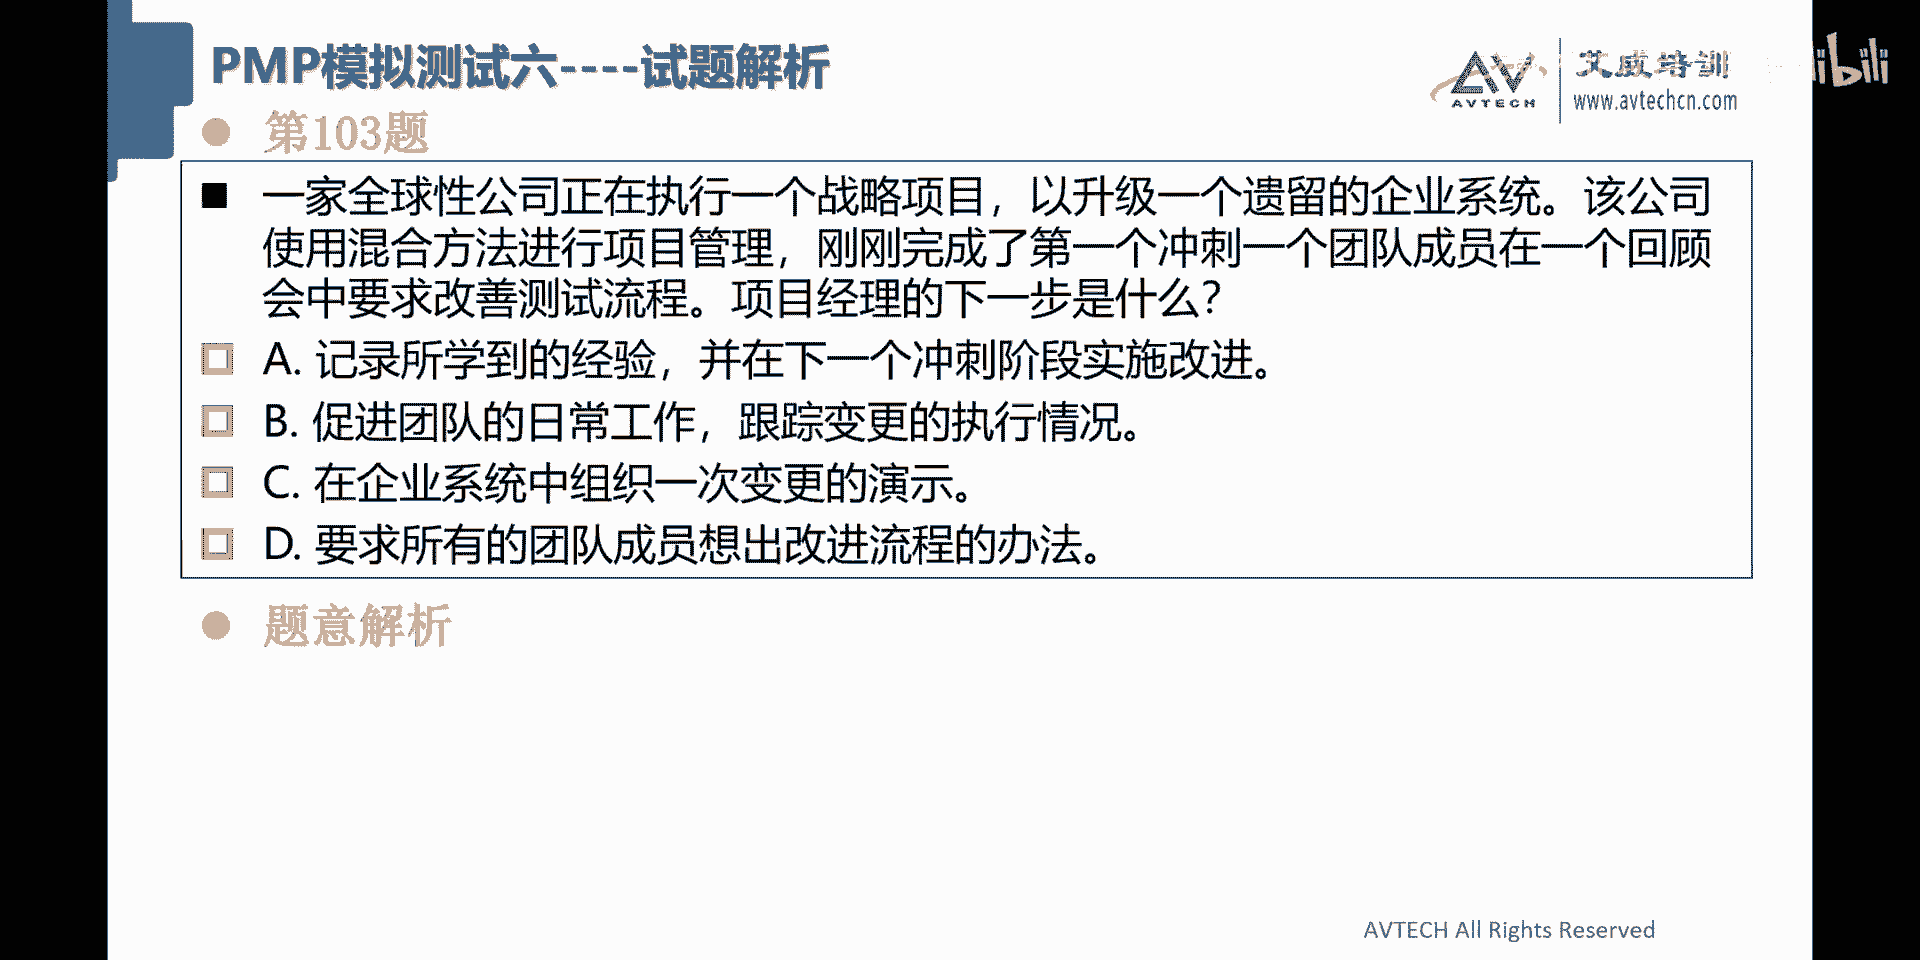 PMP模拟测试六----试题解析
艾威培训
AVTECH
www.avtechcn.com
第103题
一家全球性公司正在执行一个战略项目，以升级一个遗留的企业系统。该公司
使用混合方法进行项目管理，刚刚完成了第一个冲刺一个团队成员在一个回顾
会中要求改善测试流程。项目经理的下一步是什么？
A. 记录所学到的经验，并在下一个冲刺阶段实施改进。
B. 促进团队的日常工作，跟踪变更的执行情况。
C. 在企业系统中组织一次变更的演示。
D. 要求所有的团队成员想出改进流程的办法。
题意解析
AVTECH All Rights Reserved